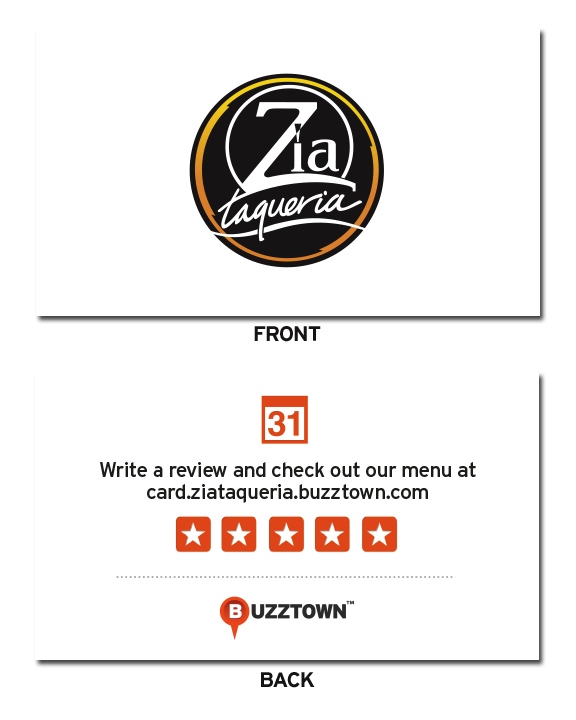 Zia
taqueria
FRONT
31
Write a review and check out our menu at
card.ziataqueria.buzztown.com
BUZZTOWN™
BACK